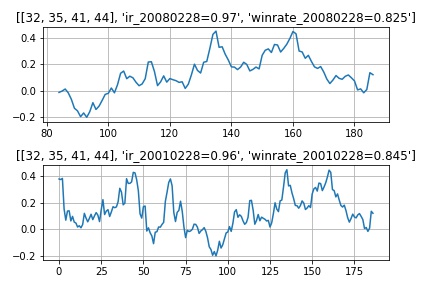 [[32, 35, 41, 44], 'ir_20080228=0.97', 'winrate_20080228=0.825']
0.4
0.2
0.0
−0.2
80 100 120 140 160 180
[[32, 35, 41, 44], 'ir_20010228=0.96', 'winrate_20010228=0.845']
0.4
0.2
0.0
−0.2
0 25 50 75 100 125 150 175